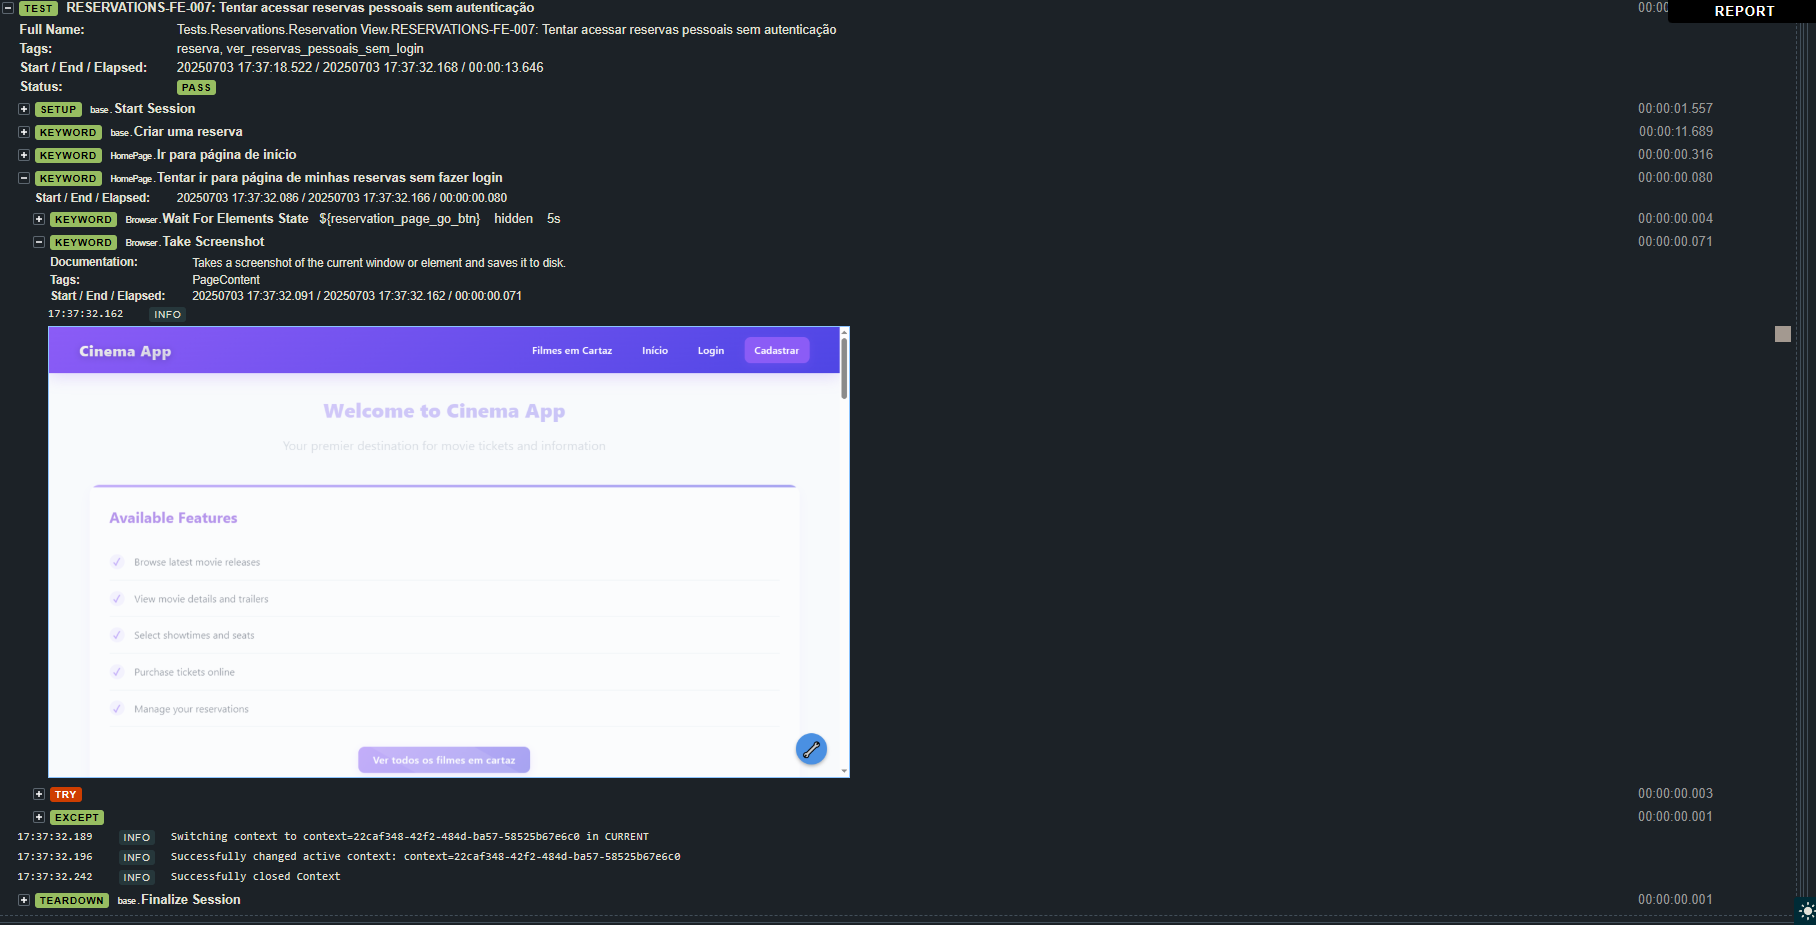 TEST RESERVATIONS-FE-007: Tentar acessar reservas pessoais sem autenticação 00:00
REPORT
Full Name: Tests.Reservations.Reservation View.RESERVATIONS-FE-007: Tentar acessar reservas pessoais sem autenticação
Tags: reserva, ver_reservas_pessoais_sem_login
Start / End / Elapsed: 20250703 17:37:18.522 / 20250703 17:37:32.168 / 00:00:13.646
Status: PASS
SETUP base.Start Session 00:00:01.557
KEYWORD base.Criar uma reserva 00:00:11.689
KEYWORD HomePage.Ir para página de início 00:00:00.316
KEYWORD HomePage.Tentar ir para página de minhas reservas sem fazer login 00:00:00.080
Start / End / Elapsed: 20250703 17:37:32.086 / 20250703 17:37:32.166 / 00:00:00.080
KEYWORD Browser.Wait For Elements State ${reservation_page_go_btn} hidden 5s 00:00:00.004
KEYWORD Browser.Take Screenshot 00:00:00.071
Documentation: Takes a screenshot of the current window or element and saves it to disk.
Tags: PageContent
Start / End / Elapsed: 20250703 17:37:32.091 / 20250703 17:37:32.162 / 00:00:00.071
17:37:32.162 INFO
Cinema App Filmes em Cartaz Início Login Cadastrar
Welcome to Cinema App
Your premier destination for movie tickets and information
Available Features
Browse latest movie releases
View movie details and trailers
Select showtimes and seats
Purchase tickets online
Manage your reservations
Ver todos os filmes em cartaz
TRY 00:00:00.003
EXCEPT 00:00:00.001
17:37:32.189 INFO Switching context to context=22caf348-42f2-484d-ba57-58525b67e6c0 in CURRENT
17:37:32.196 INFO Successfully changed active context: context=22caf348-42f2-484d-ba57-58525b67e6c0
17:37:32.242 INFO Successfully closed Context
TEARDOWN base.Finalize Session 00:00:00.001